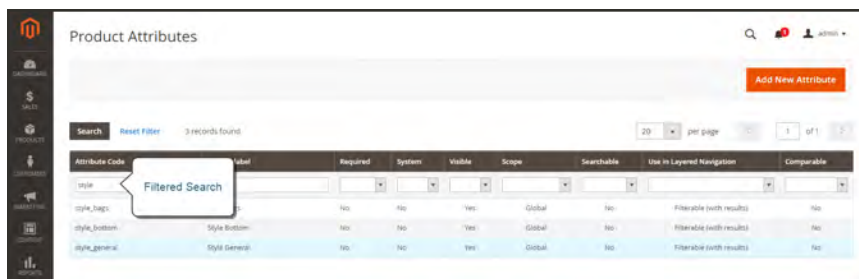 Product Attributes
admin
Add New Attribute
DASHBOARD
SALES
Search Reset Filter 3 records found 20 per page 1 of 1
PRODUCTS
Attribute Code Label Required System Visible Scope Searchable Use in Layered Navigation Comparable
CUSTOMERS
style
Filtered Search
MARKETING
style_bags No No Yes Global No Filterable (with results) No
style_bottom Style Bottom No No Yes Global No Filterable (with results) No
CONTENT
style_general Style General No No Yes Global No Filterable (with results) No
REPORTS